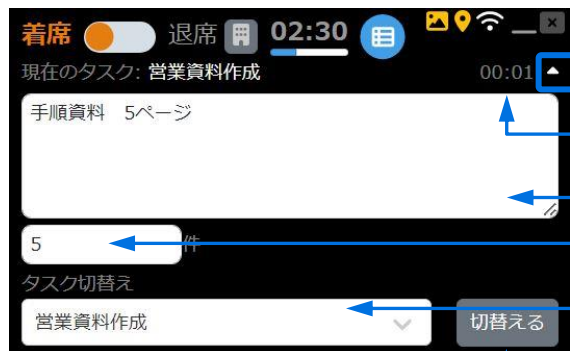 着席 退席 02:30
現在のタスク: 営業資料作成 00:01
手順資料 5ページ
5 件
タスク切替え
営業資料作成 切替える